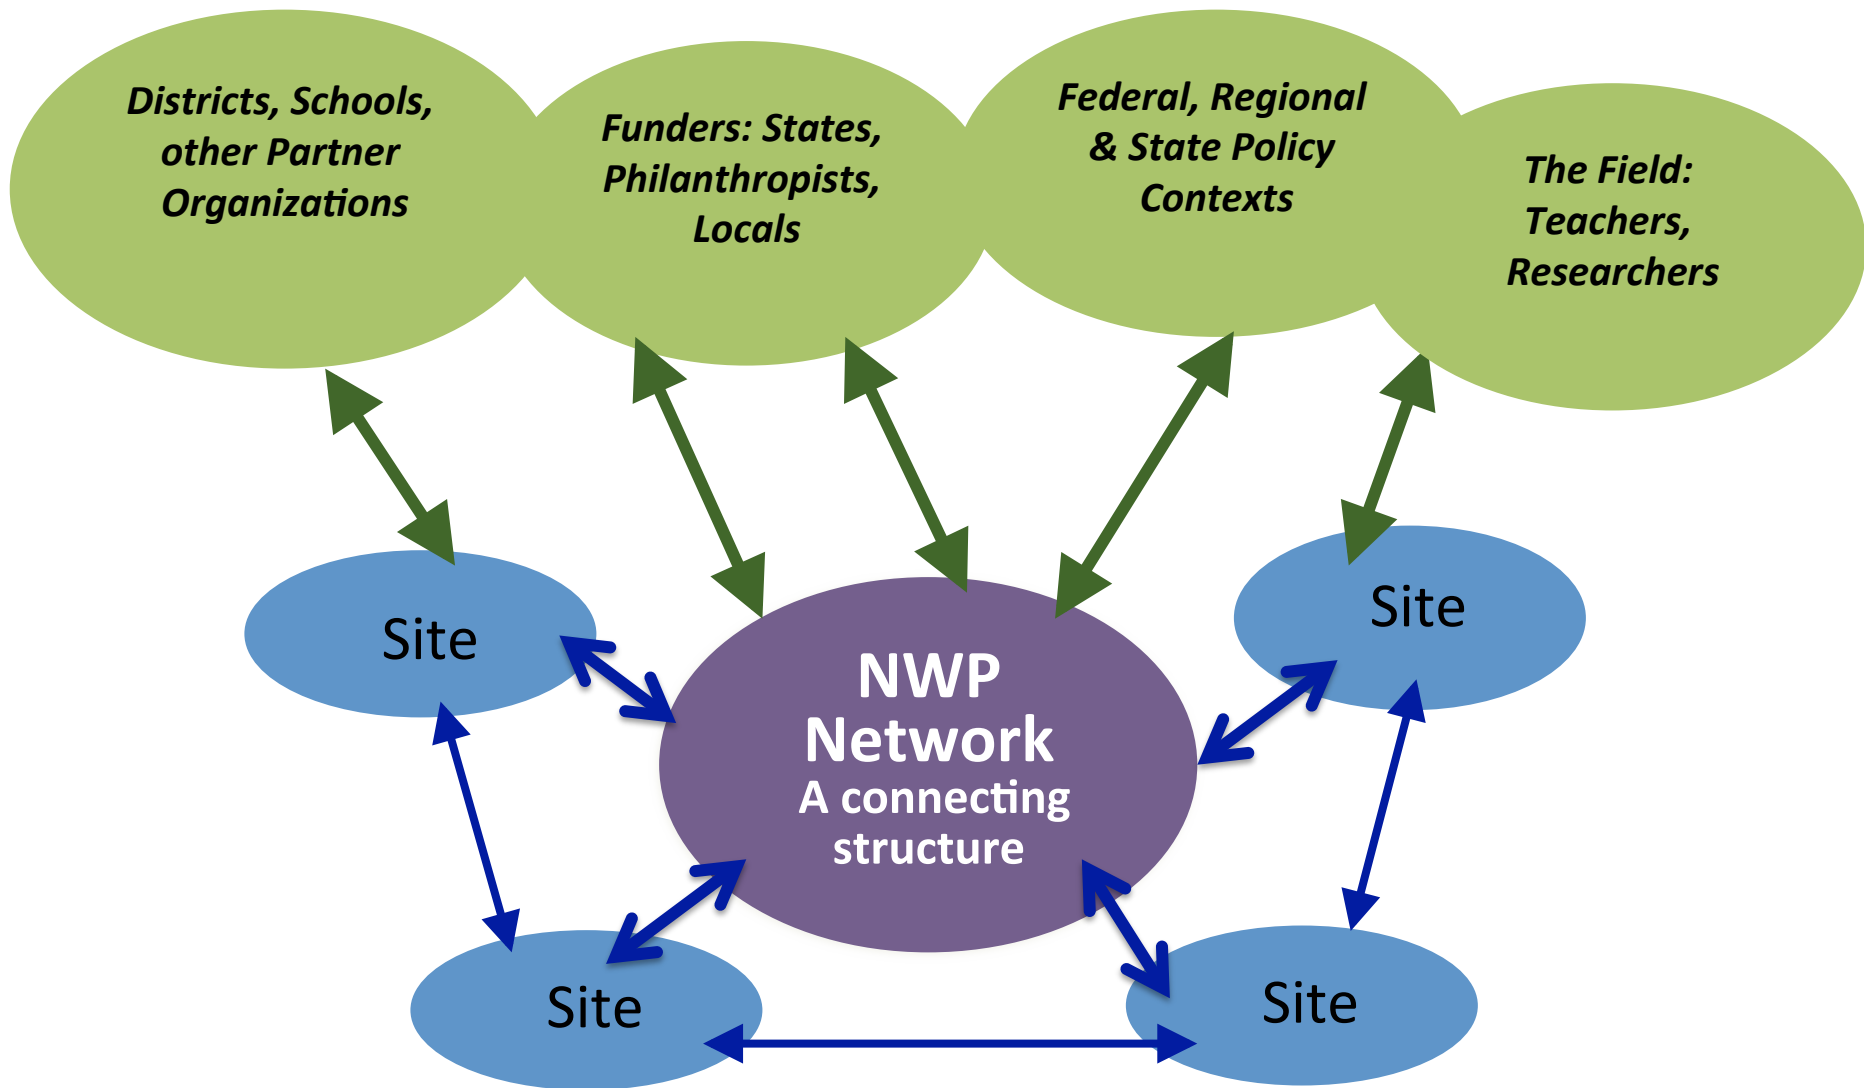 Districts, Schools,
other Partner
Organizations
Funders: States,
Philanthropists,
Locals
Federal, Regional
& State Policy
Contexts
The Field:
Teachers,
Researchers
Site
Site
NWP
Network
A connecting
structure
Site
Site